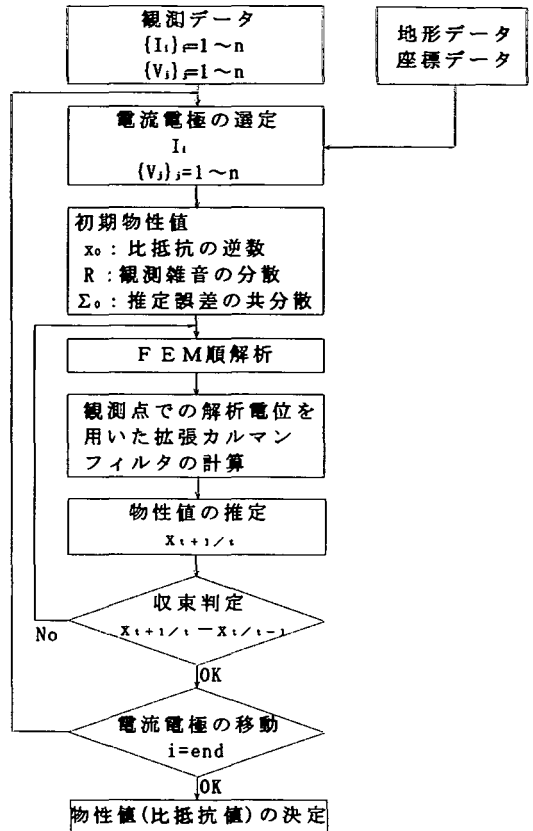 観測データ
{Iᵢ}ᵢ=1～n
{Vⱼ}ⱼ=1～n
地形データ
座標データ
電流電極の選定
Iᵢ
{Vⱼ}ⱼ=1～n
初期物性値
x₀：比抵抗の逆数
R：観測雑音の分散
Σ₀：推定誤差の共分散
FEM順解析
観測点での解析電位を
用いた拡張カルマン
フィルタの計算
物性値の推定
Xₜ₊₁/ₜ
収束判定
Xₜ₊₁/ₜ－Xₜ/ₜ₋₁
No
OK
電流電極の移動
i=end
OK
物性値(比抵抗値)の決定